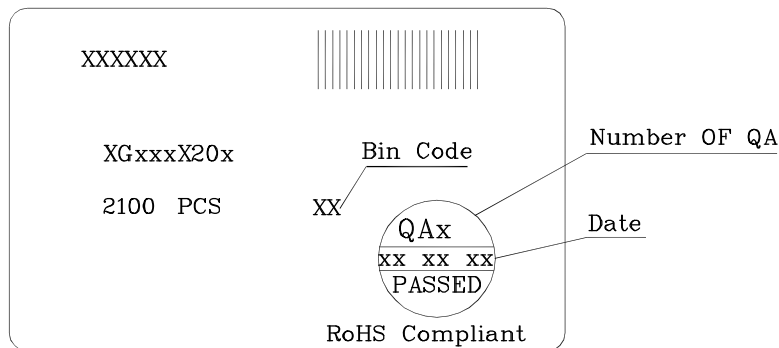 XXXXXX
XGxxxX20x
Bin Code
Number OF QA
2100 PCS
XX
QAx
Date
xx xx xx
PASSED
RoHS Compliant